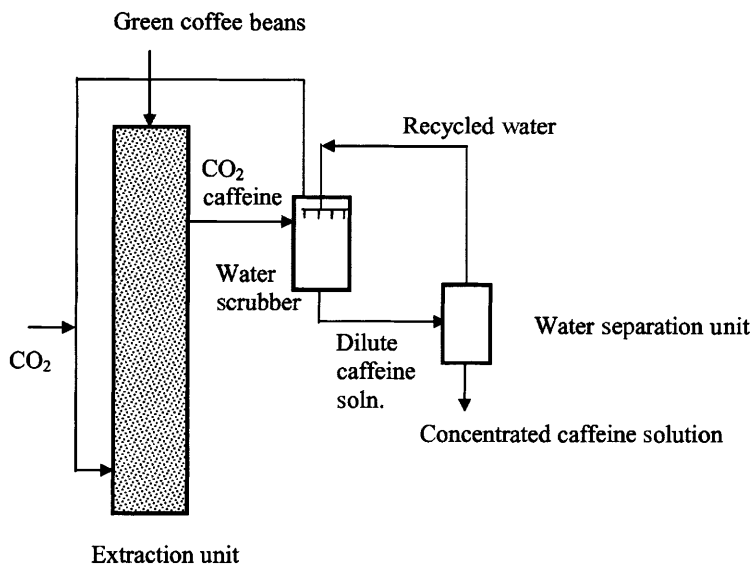 Green coffee beans
Recycled water
CO₂
caffeine
Water
scrubber
Water separation unit
CO₂
Dilute
caffeine
soln.
Concentrated caffeine solution
Extraction unit